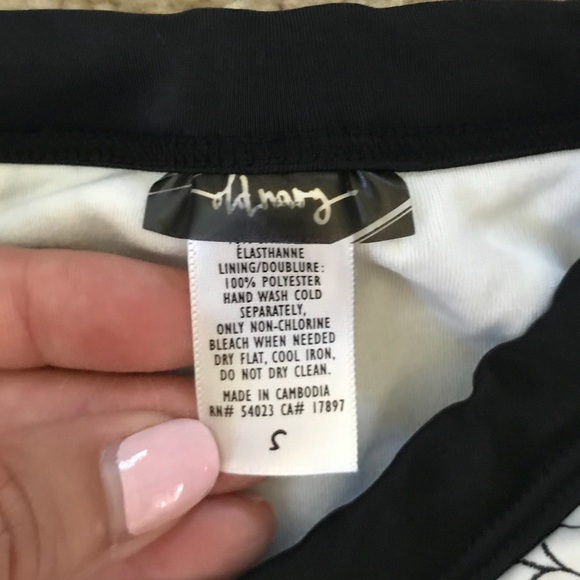 old navy
ELASTHANNE
LINING/DOUBLURE:
100% POLYESTER
HAND WASH COLD
SEPARATELY,
ONLY NON-CHLORINE
BLEACH WHEN NEEDED
DRY FLAT, COOL IRON,
DO NOT DRY CLEAN.
MADE IN CAMBODIA
RN# 54023 CA# 17897
S